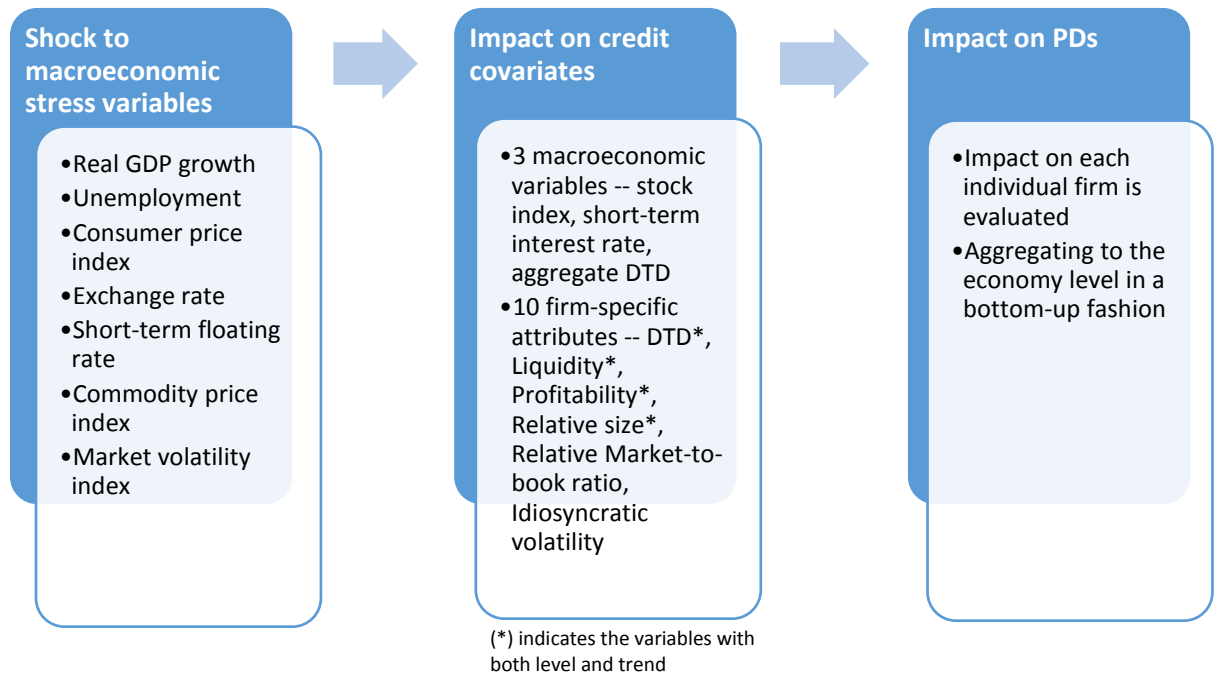 Shock to
macroeconomic
stress variables
•Real GDP growth
•Unemployment
•Consumer price
index
•Exchange rate
•Short-term floating
rate
•Commodity price
index
•Market volatility
index
Impact on credit
covariates
•3 macroeconomic
variables -- stock
index, short-term
interest rate,
aggregate DTD
•10 firm-specific
attributes -- DTD*,
Liquidity*,
Profitability*,
Relative size*,
Relative Market-to-
book ratio,
Idiosyncratic
volatility
(*) indicates the variables with
both level and trend
Impact on PDs
•Impact on each
individual firm is
evaluated
•Aggregating to the
economy level in a
bottom-up fashion